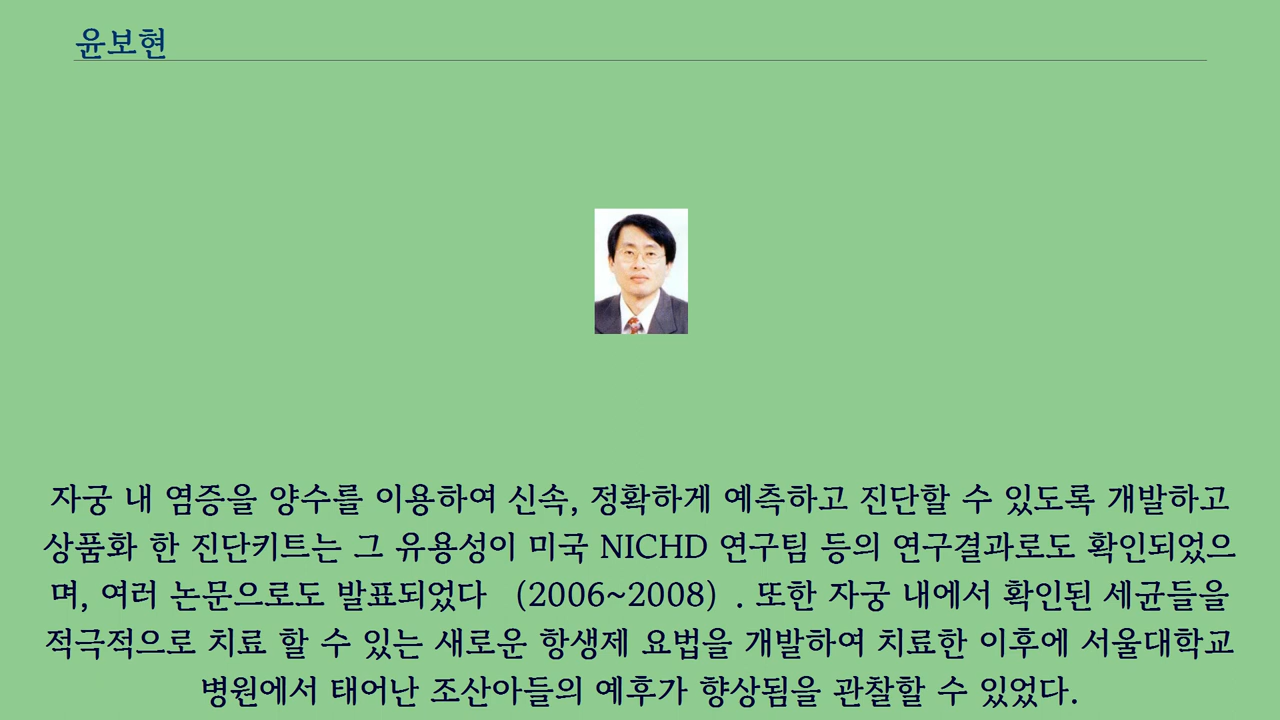 윤보현
자궁 내 염증을 양수를 이용하여 신속, 정확하게 예측하고 진단할 수 있도록 개발하고
상품화 한 진단키트는 그 유용성이 미국 NICHD 연구팀 등의 연구결과로도 확인되었으
며, 여러 논문으로도 발표되었다 (2006~2008) . 또한 자궁 내에서 확인된 세균들을
적극적으로 치료 할 수 있는 새로운 항생제 요법을 개발하여 치료한 이후에 서울대학교
병원에서 태어난 조산아들의 예후가 향상됨을 관찰할 수 있었다.